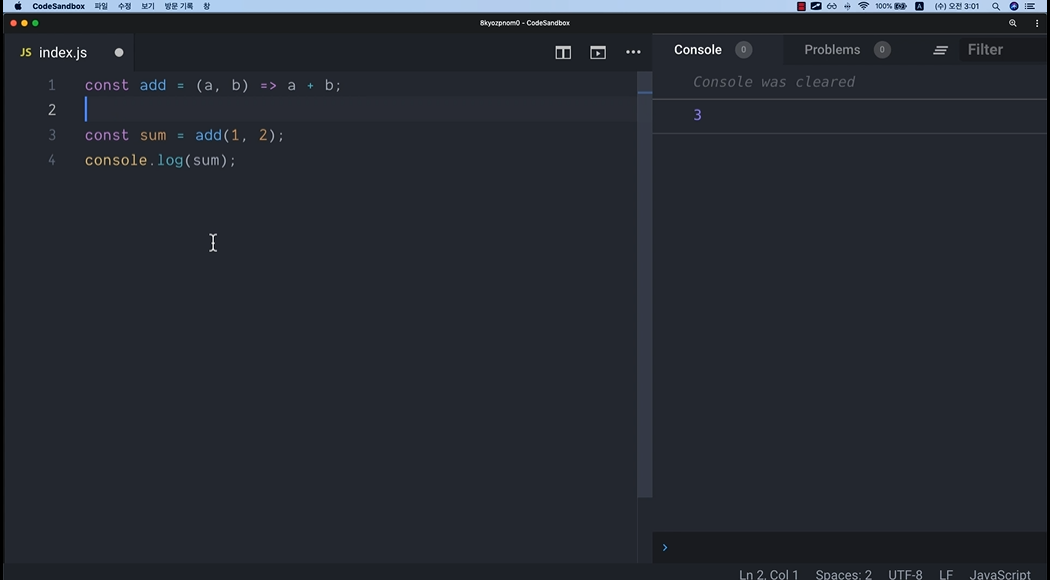 CodeSandbox 파일 수정 보기 방문 기록 창 100% A (수) 오전 3:01
8kyozpnom0 - CodeSandbox
JS index.js
Console 0 Problems 0 Filter
1 const add = (a, b) => a + b;
2
3 const sum = add(1, 2);
4 console.log(sum);
Console was cleared
3
›
Ln 2, Col 1 Spaces: 2 UTF-8 LF JavaScript